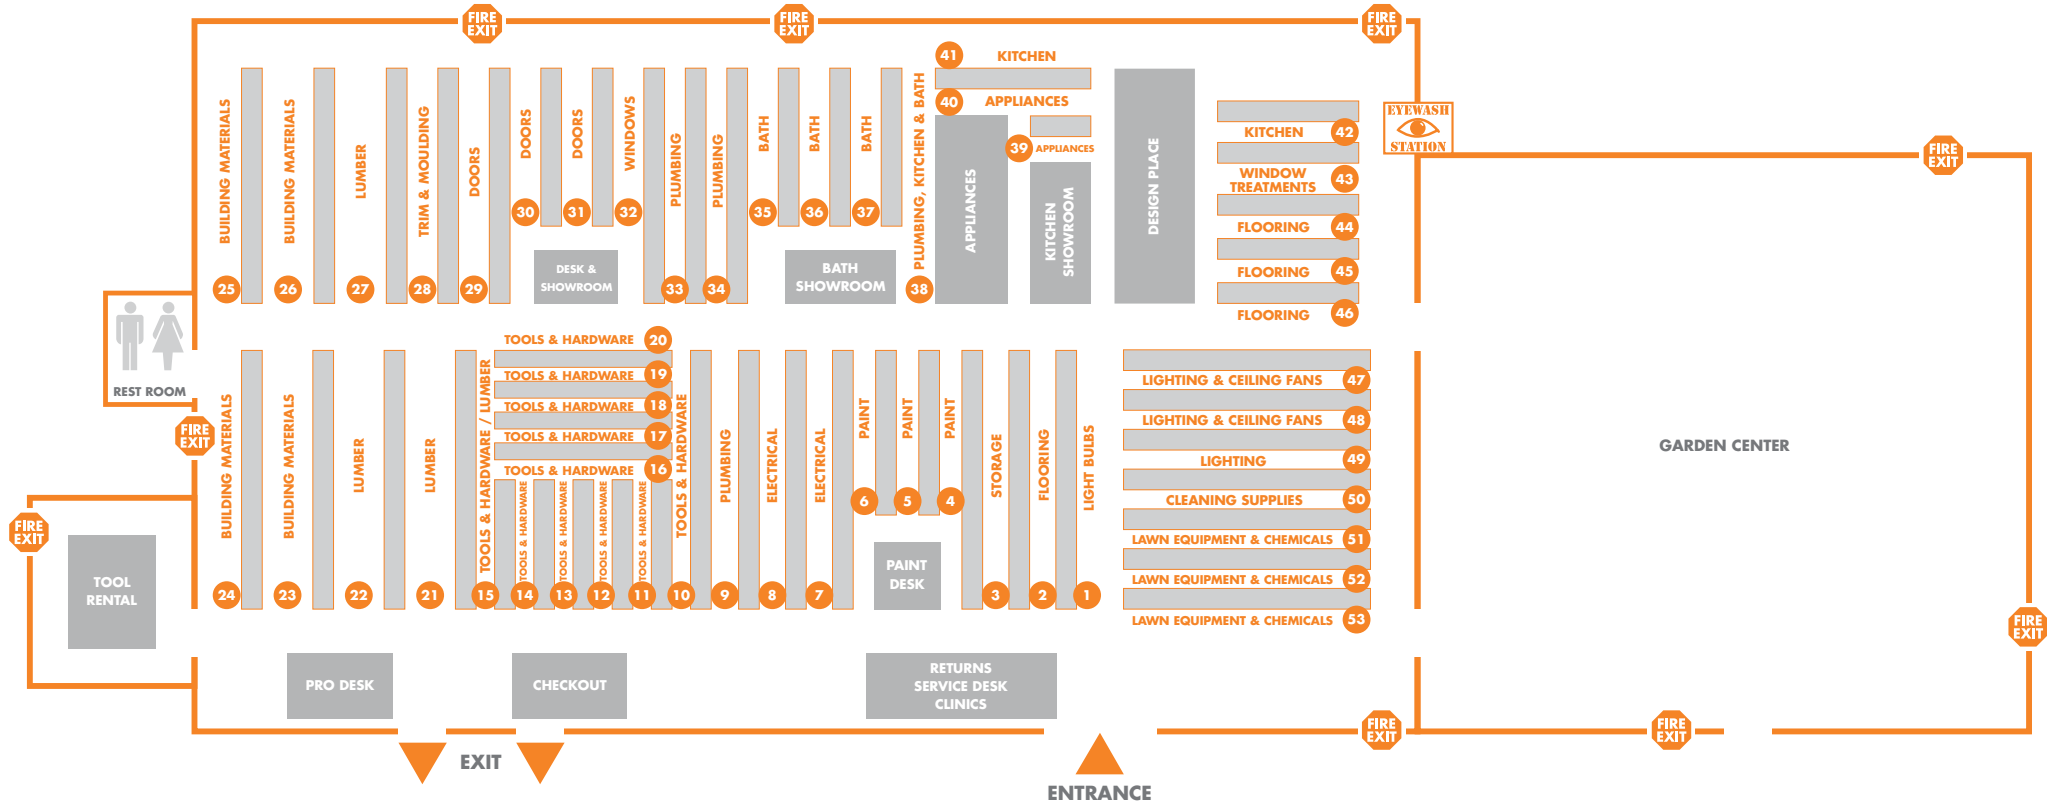 FIRE
EXIT
FIRE
EXIT
FIRE
EXIT
BUILDING MATERIALS
25
BUILDING MATERIALS
26
LUMBER
27
TRIM & MOULDING
28
DOORS
29
DOORS
30
DOORS
31
WINDOWS
32
PLUMBING
33
PLUMBING
34
BATH
35
BATH
36
BATH
37
PLUMBING, KITCHEN & BATH
38
41
KITCHEN
40
APPLIANCES
39
APPLIANCES
APPLIANCES
KITCHEN
SHOWROOM
DESIGN PLACE
DESK &
SHOWROOM
BATH
SHOWROOM
KITCHEN
42
WINDOW
TREATMENTS
43
FLOORING
44
FLOORING
45
FLOORING
46
EYEWASH
STATION
FIRE
EXIT
REST ROOM
FIRE
EXIT
BUILDING MATERIALS
24
BUILDING MATERIALS
23
LUMBER
22
LUMBER
21
TOOLS & HARDWARE / LUMBER
15
TOOLS & HARDWARE
20
TOOLS & HARDWARE
19
TOOLS & HARDWARE
18
TOOLS & HARDWARE
17
TOOLS & HARDWARE
16
TOOLS & HARDWARE
14
TOOLS & HARDWARE
13
TOOLS & HARDWARE
12
TOOLS & HARDWARE
11
TOOLS & HARDWARE
10
PLUMBING
9
ELECTRICAL
8
ELECTRICAL
7
PAINT
6
PAINT
5
PAINT
4
PAINT
DESK
STORAGE
3
FLOORING
2
LIGHT BULBS
1
LIGHTING & CEILING FANS
47
LIGHTING & CEILING FANS
48
LIGHTING
49
CLEANING SUPPLIES
50
LAWN EQUIPMENT & CHEMICALS
51
LAWN EQUIPMENT & CHEMICALS
52
LAWN EQUIPMENT & CHEMICALS
53
GARDEN CENTER
FIRE
EXIT
TOOL
RENTAL
FIRE
EXIT
PRO DESK
CHECKOUT
RETURNS
SERVICE DESK
CLINICS
FIRE
EXIT
FIRE
EXIT
EXIT
ENTRANCE